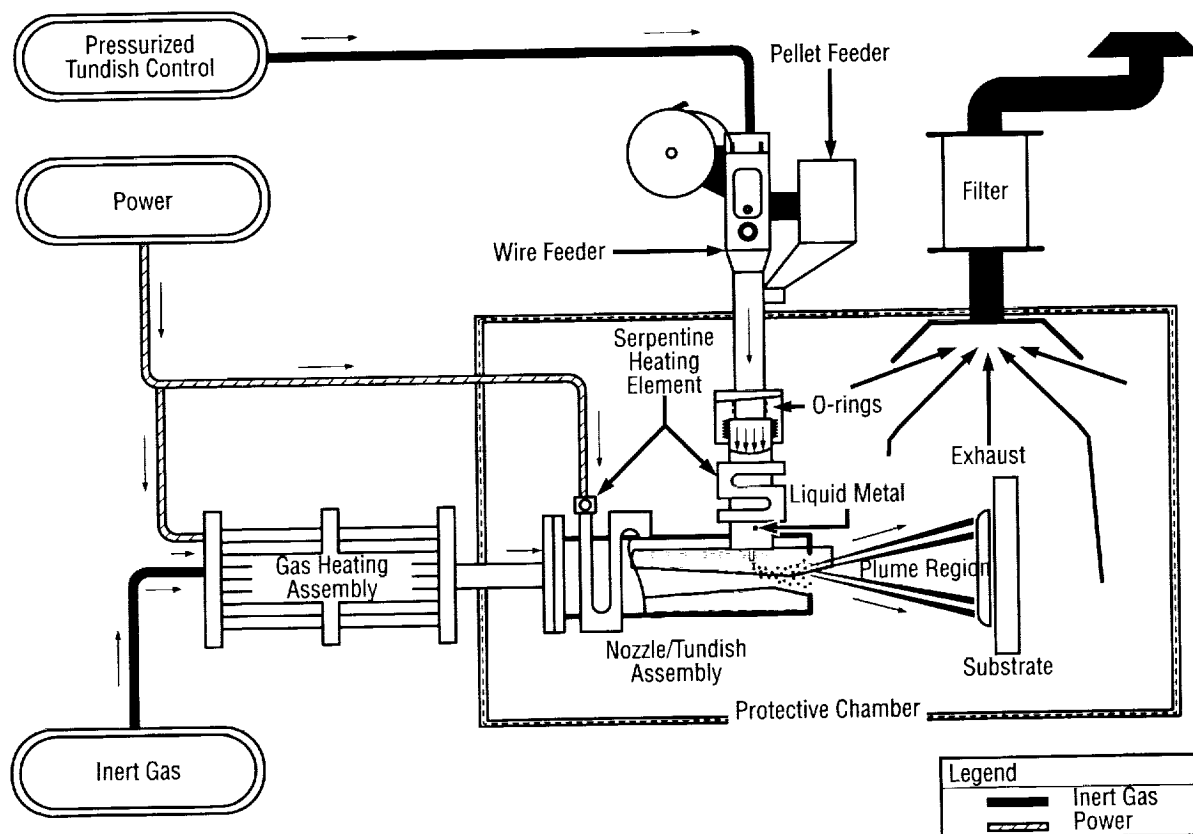 Pressurized
Tundish Control
Pellet Feeder
Power
Filter
Wire Feeder
Serpentine
Heating
Element
O-rings
Exhaust
Liquid Metal
Gas Heating
Assembly
Plume Region
Nozzle/Tundish
Assembly
Substrate
Protective Chamber
Inert Gas
Legend
Inert Gas
Power